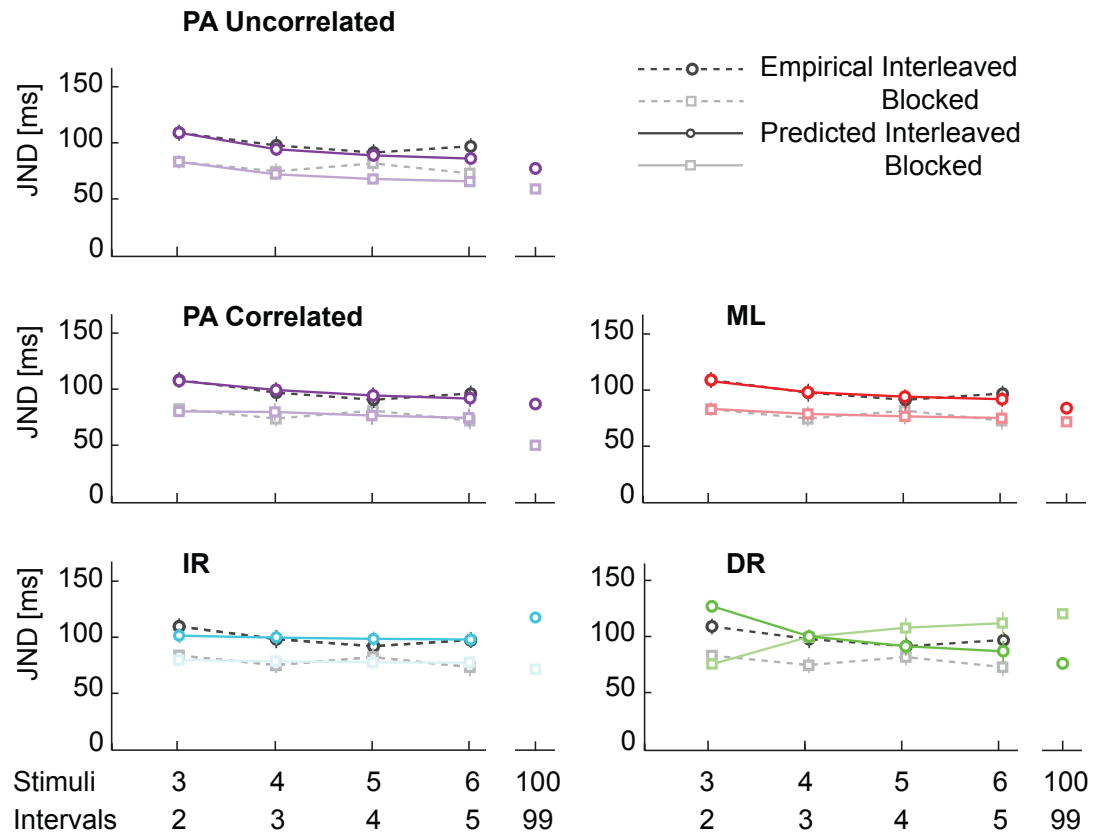 PA Uncorrelated
Empirical Interleaved
Blocked
Predicted Interleaved
Blocked
JND [ms]
150
100
50
0
PA Correlated
JND [ms]
150
100
50
0
ML
150
100
50
0
IR
JND [ms]
150
100
50
0
DR
150
100
50
0
Stimuli 3 4 5 6 100 3 4 5 6 100
Intervals 2 3 4 5 99 2 3 4 5 99